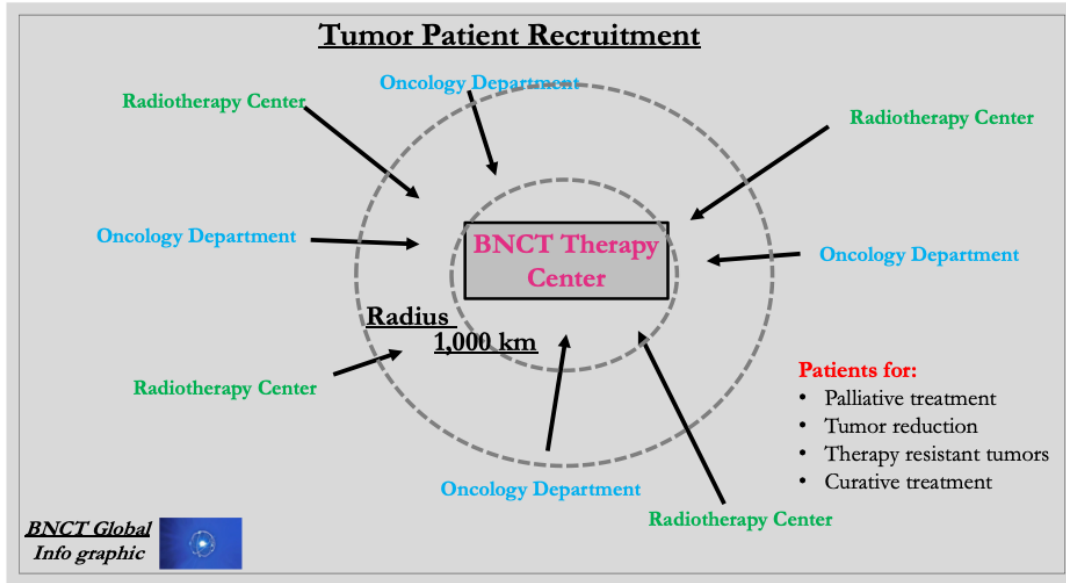 Tumor Patient Recruitment
Oncology Department
Radiotherapy Center
Radiotherapy Center
Oncology Department
BNCT Therapy
Center
Oncology Department
Radius
1,000 km
Radiotherapy Center
Patients for:
• Palliative treatment
• Tumor reduction
• Therapy resistant tumors
• Curative treatment
Oncology Department
Radiotherapy Center
BNCT Global
Info graphic